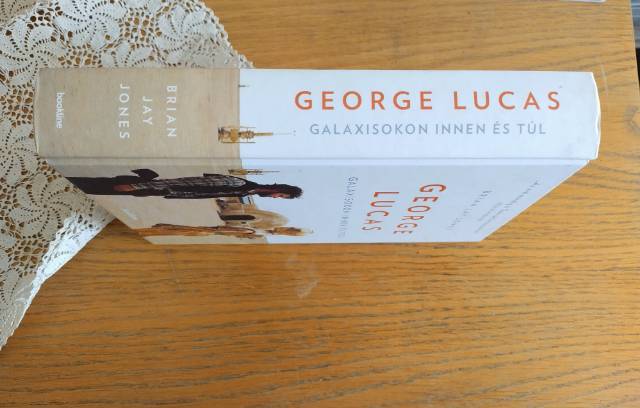 GEORGE LUCAS
GALAXISOKON INNEN ÉS TÚL
BRIAN
JAY
JONES
bookline
GEORGE
LUCAS